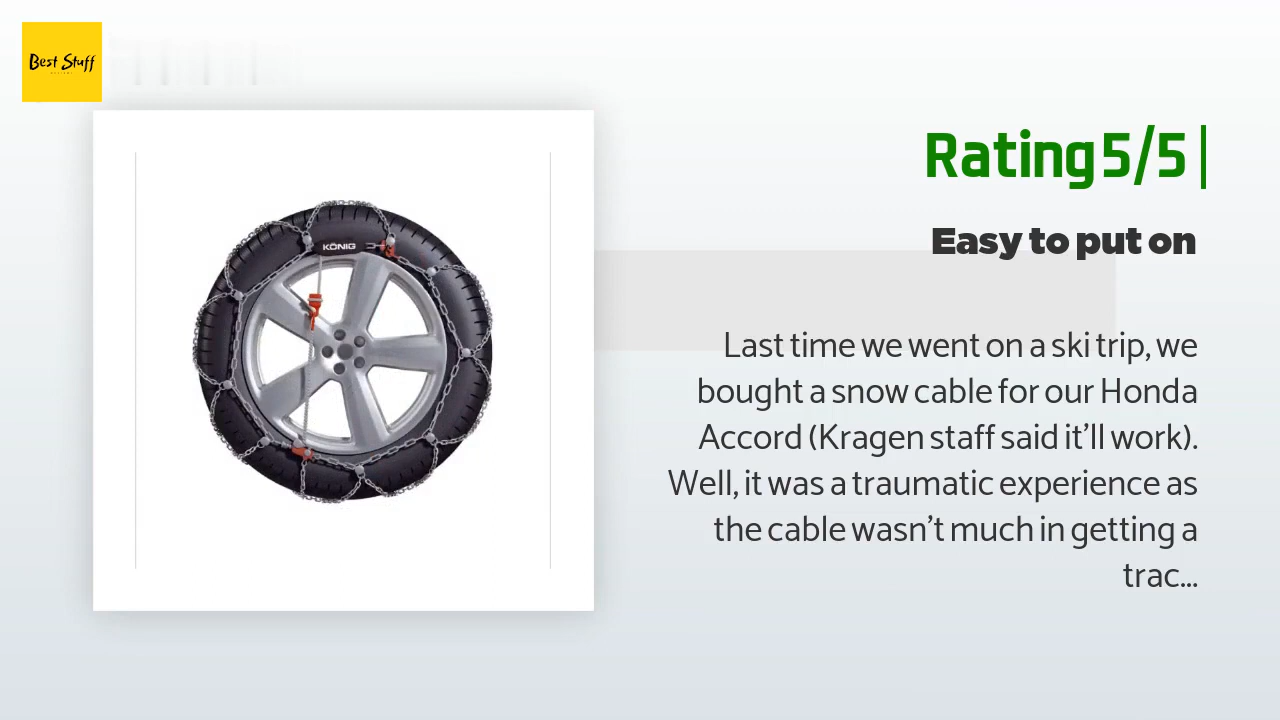 Best Stuff
KÖNIG
Rating 5/5 |
Easy to put on
Last time we went on a ski trip, we
bought a snow cable for our Honda
Accord (Kragen staff said it'll work).
Well, it was a traumatic experience as
the cable wasn't much in getting a
trac...